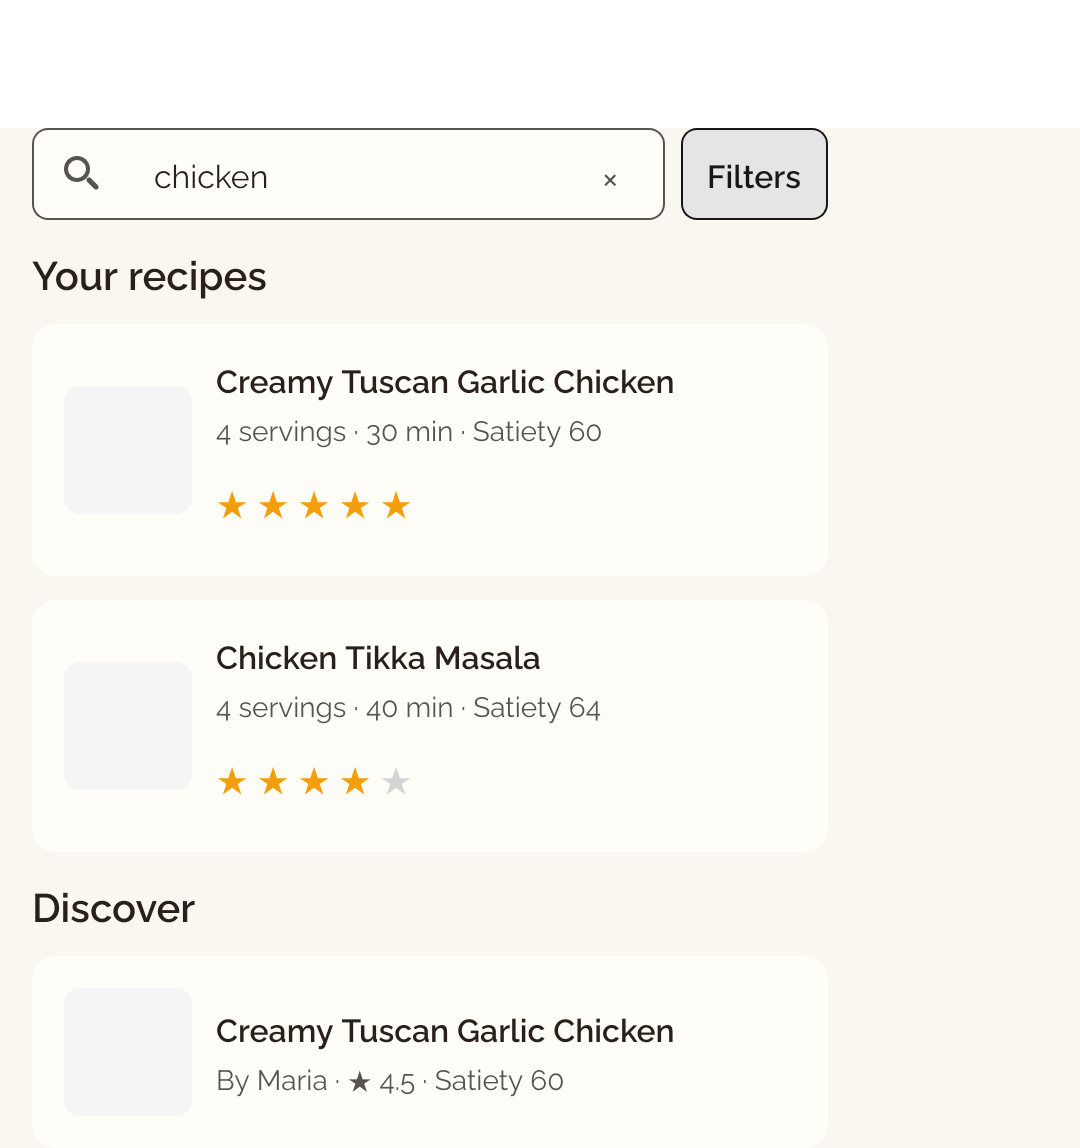 chicken × Filters
Your recipes
Creamy Tuscan Garlic Chicken
4 servings · 30 min · Satiety 60
★ ★ ★ ★ ★
Chicken Tikka Masala
4 servings · 40 min · Satiety 64
★ ★ ★ ★ ★
Discover
Creamy Tuscan Garlic Chicken
By Maria · ★ 4.5 · Satiety 60